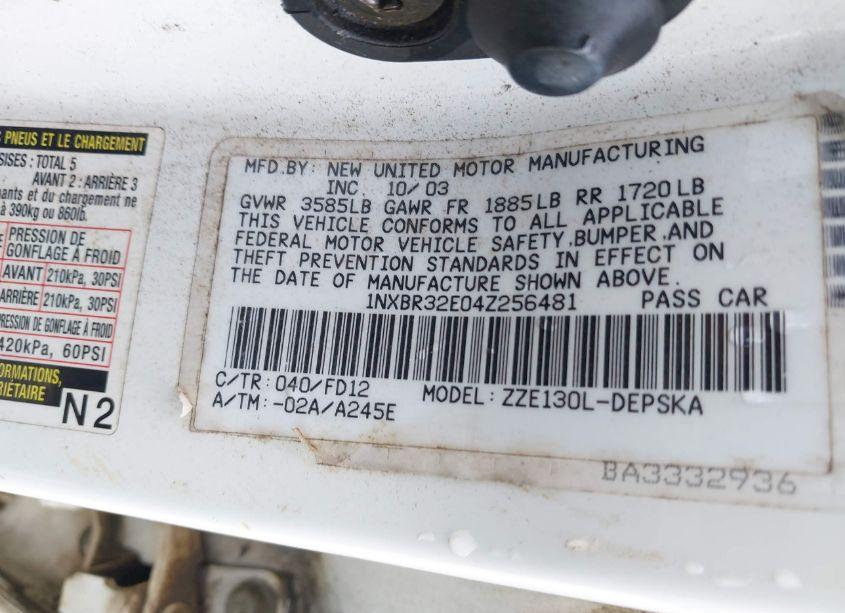 PNEUS ET LE CHARGEMENT
SISES : TOTAL 5
AVANT 2 : ARRIÈRE 3
nants et du chargement ne
à 390kg ou 860lb.
PRESSION DE
GONFLAGE À FROID
AVANT 210kPa, 30PSI
ARRIÈRE 210kPa, 30PSI
PRESSION DE GONFLAGE À FROID
420kPa, 60PSI
FORMATIONS,
RIÉTAIRE
N2
MFD.BY: NEW UNITED MOTOR MANUFACTURING
INC. 10/03
GVWR 3585LB GAWR FR 1885LB RR 1720LB
THIS VEHICLE CONFORMS TO ALL APPLICABLE
FEDERAL MOTOR VEHICLE SAFETY,BUMPER,AND
THEFT PREVENTION STANDARDS IN EFFECT ON
THE DATE OF MANUFACTURE SHOWN ABOVE.
1NXBR32E04Z256481 PASS CAR
C/TR: 040/FD12 MODEL: ZZE130L-DEPSKA
A/TM: -02A/A245E
BA3332936